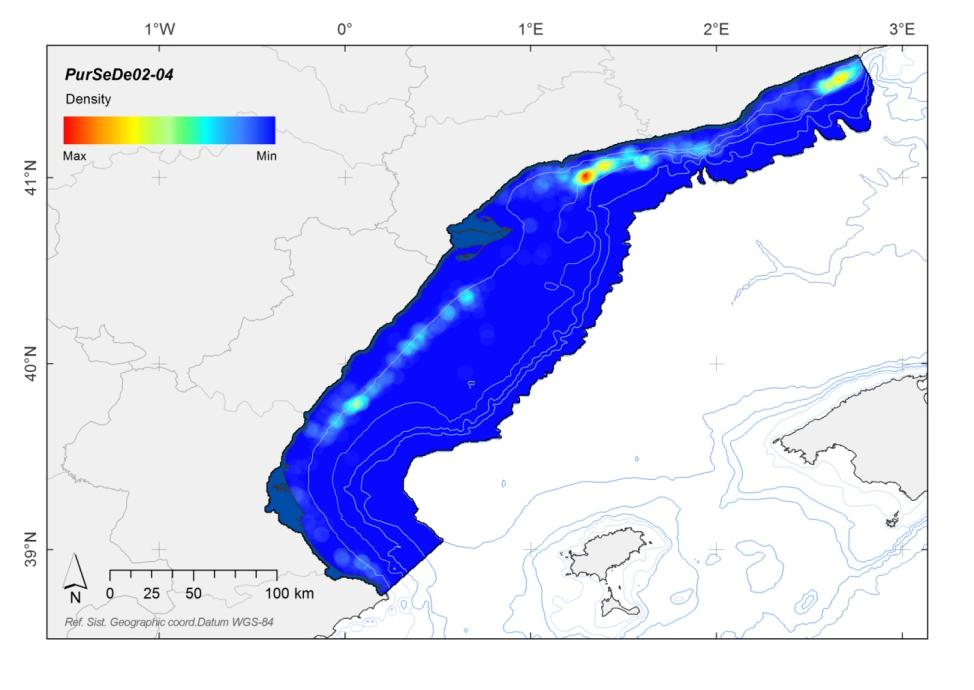 1°W 0° 1°E 2°E 3°E
PurSeDe02-04
Density
Max Min
41°N
40°N
39°N
N
0 25 50 100 km
Ref. Sist. Geographic coord.Datum WGS-84